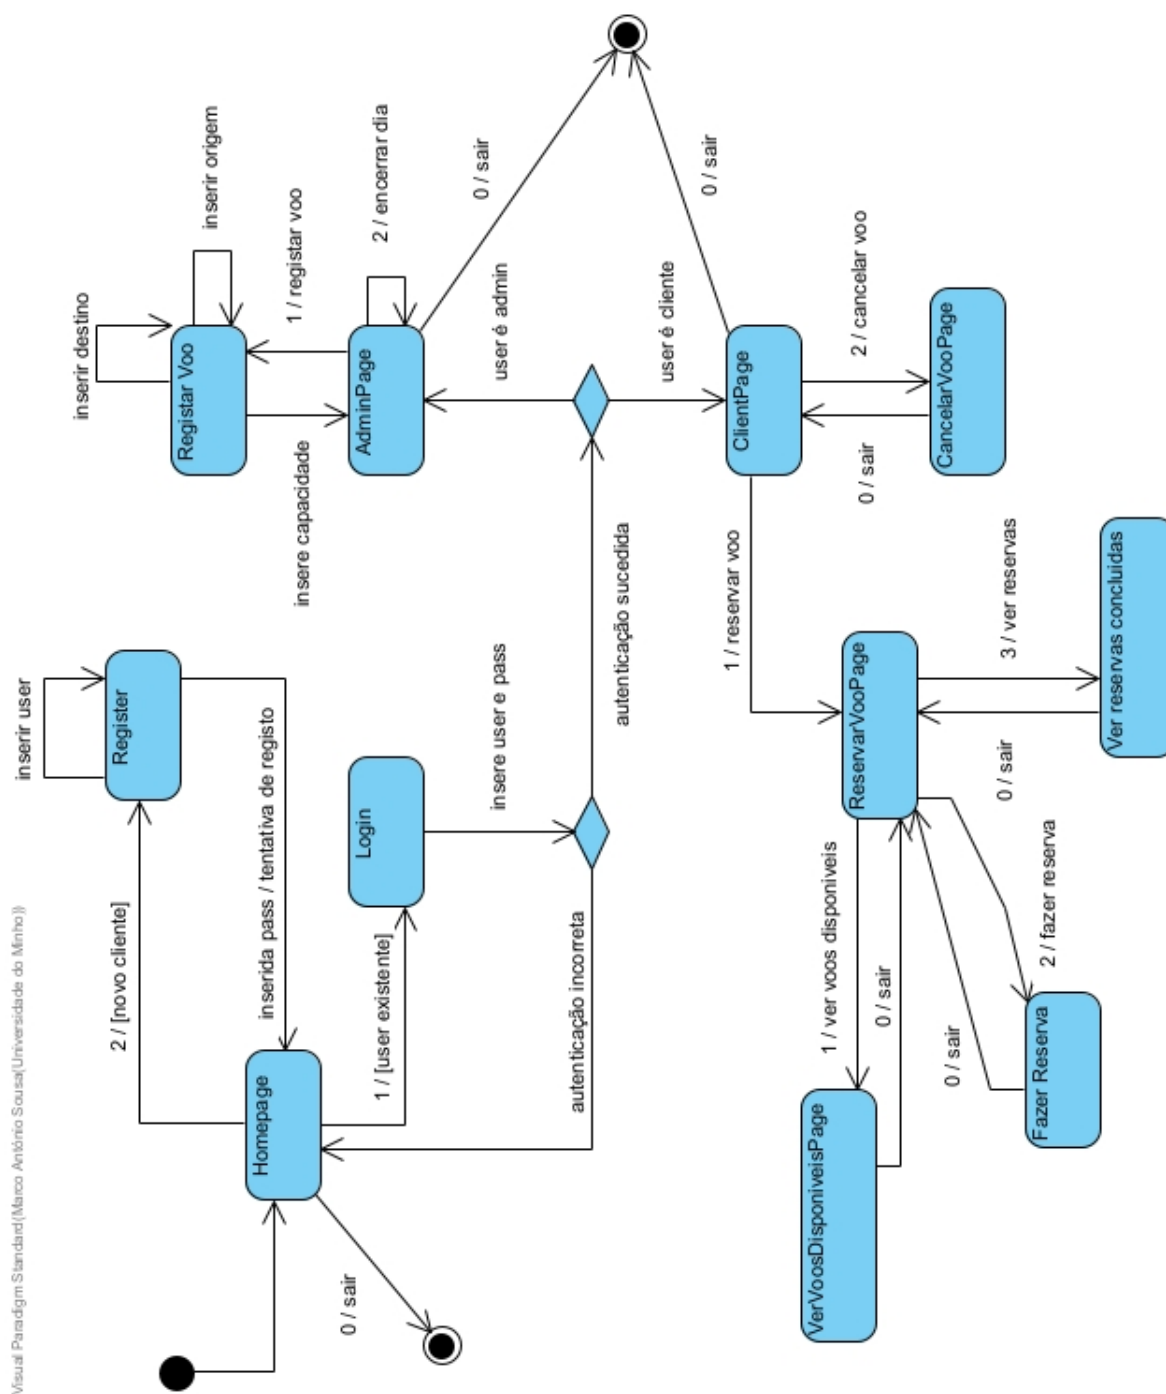 Visual Paradigm Standard(Marco António Sousa(Universidade do Minho))
inserir user
Register
2 / [novo cliente]
inserida pass / tentativa de registo
Homepage
1 / [user existente]
Login
insere user e pass
autenticação incorreta
autenticação sucedida
0 / sair
inserir destino
inserir origem
Registar Voo
1 / registar voo
insere capacidade
AdminPage
2 / encerrar dia
0 / sair
user é admin
user é cliente
0 / sair
ClientPage
2 / cancelar voo
0 / sair
CancelarVooPage
1 / reservar voo
ReservarVooPage
3 / ver reservas
0 / sair
Ver reservas concluidas
1 / ver voos disponiveis
0 / sair
VerVoosDisponiveisPage
2 / fazer reserva
0 / sair
Fazer Reserva